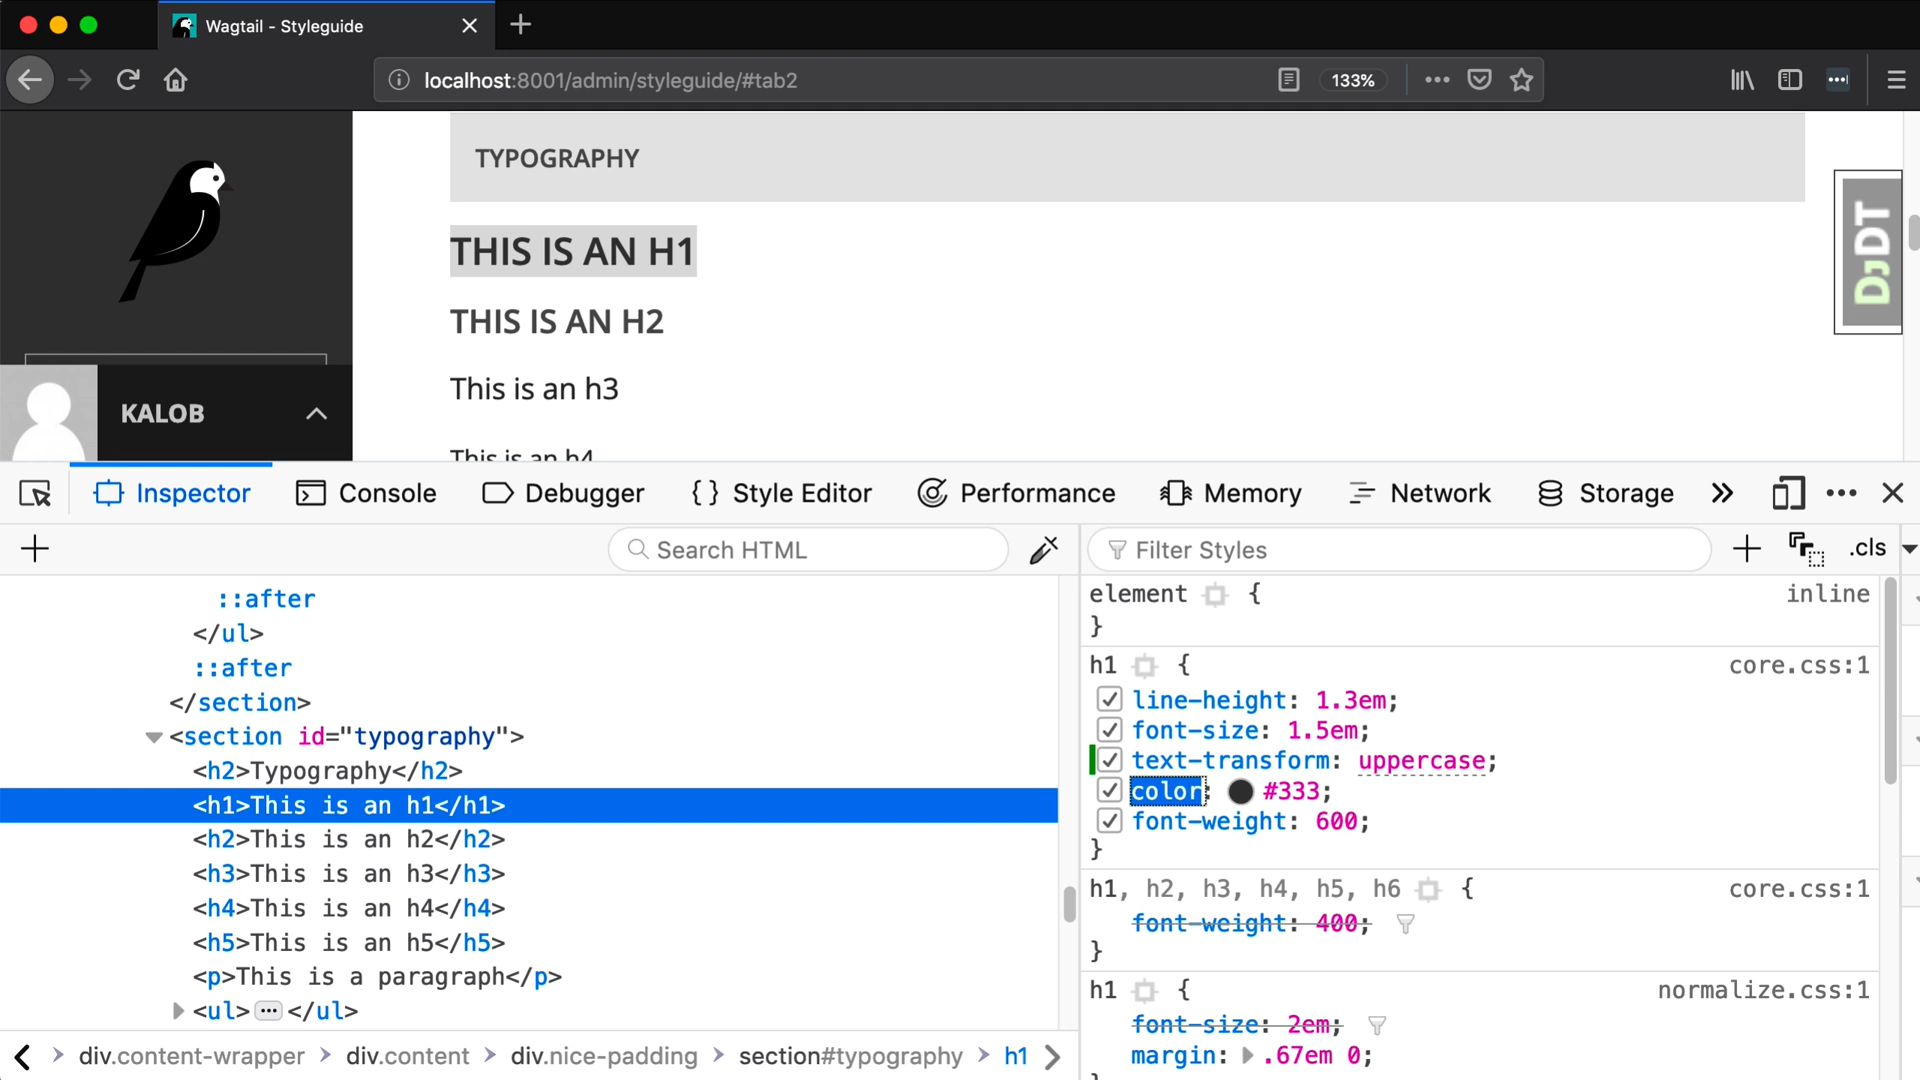 Wagtail - Styleguide
localhost:8001/admin/styleguide/#tab2
133%
TYPOGRAPHY
THIS IS AN H1
THIS IS AN H2
This is an h3
This is an h4
KALOB
DjDT
Inspector
Console
Debugger
Style Editor
Performance
Memory
Network
Storage
Search HTML
Filter Styles
.cls
::after
</ul>
::after
</section>
<section id="typography">
<h2>Typography</h2>
<h1>This is an h1</h1>
<h2>This is an h2</h2>
<h3>This is an h3</h3>
<h4>This is an h4</h4>
<h5>This is an h5</h5>
<p>This is a paragraph</p>
<ul>…</ul>
div.content-wrapper > div.content > div.nice-padding > section#typography > h1
element { inline
}
h1 { core.css:1
line-height: 1.3em;
font-size: 1.5em;
text-transform: uppercase;
color: #333;
font-weight: 600;
}
h1, h2, h3, h4, h5, h6 { core.css:1
font-weight: 400;
}
h1 { normalize.css:1
font-size: 2em;
margin: .67em 0;
}